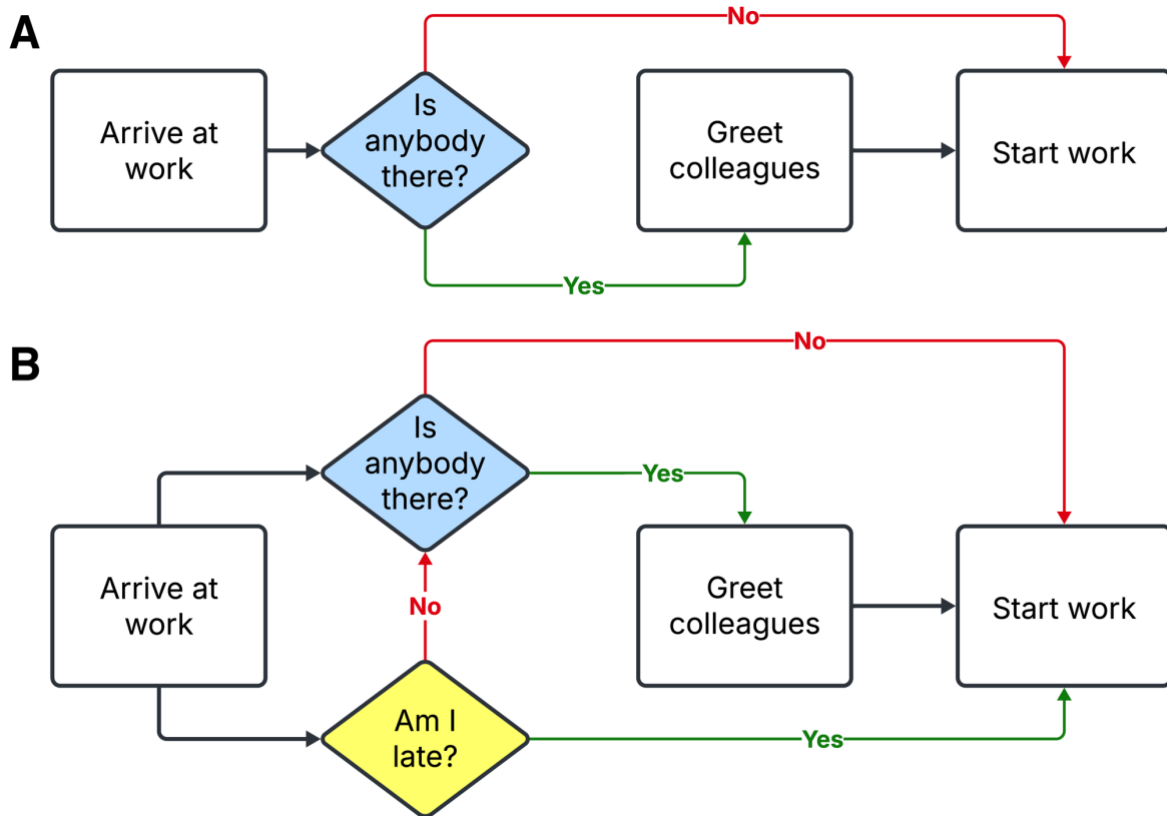 A
No
Arrive at
work
Is
anybody
there?
Greet
colleagues
Start work
Yes
B
No
Is
anybody
there?
Yes
Arrive at
work
No
Greet
colleagues
Start work
Am I
late?
Yes